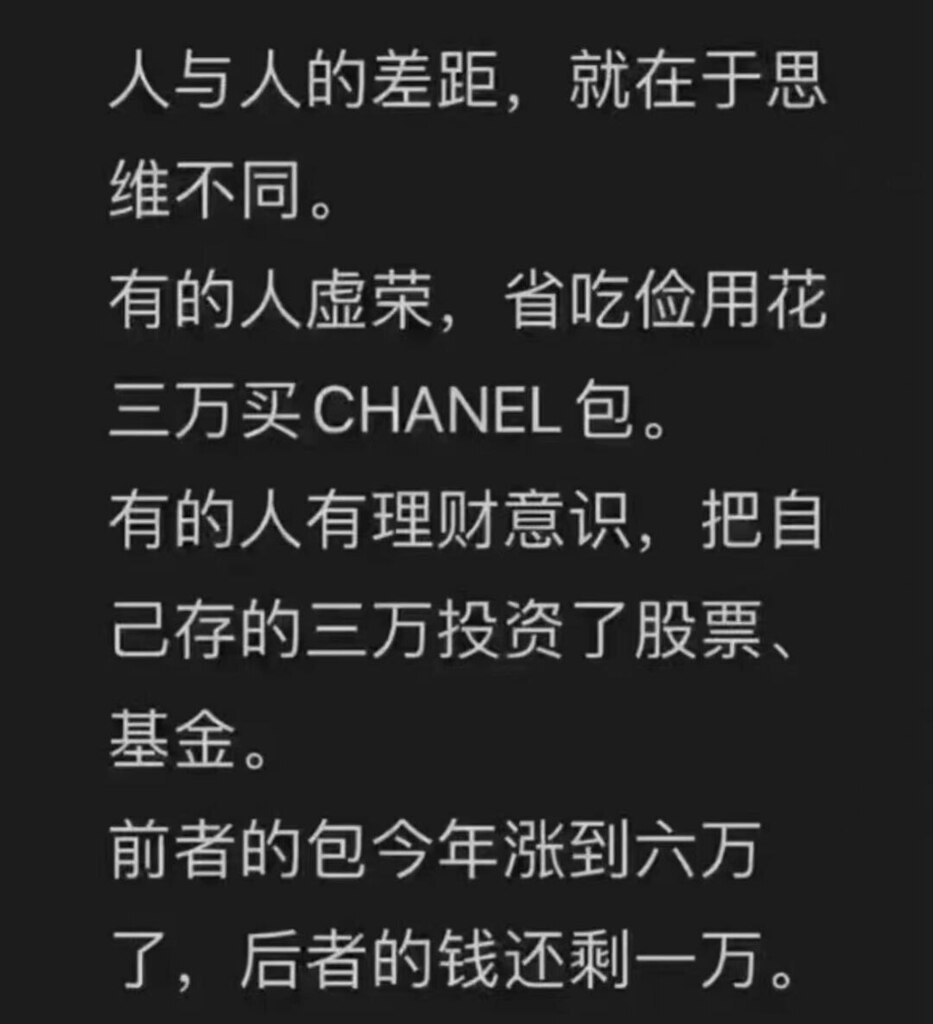 人与人的差距，就在于思
维不同。
有的人虚荣，省吃俭用花
三万买CHANEL包。
有的人有理财意识，把自
己存的三万投资了股票、
基金。
前者的包今年涨到六万
了，后者的钱还剩一万。